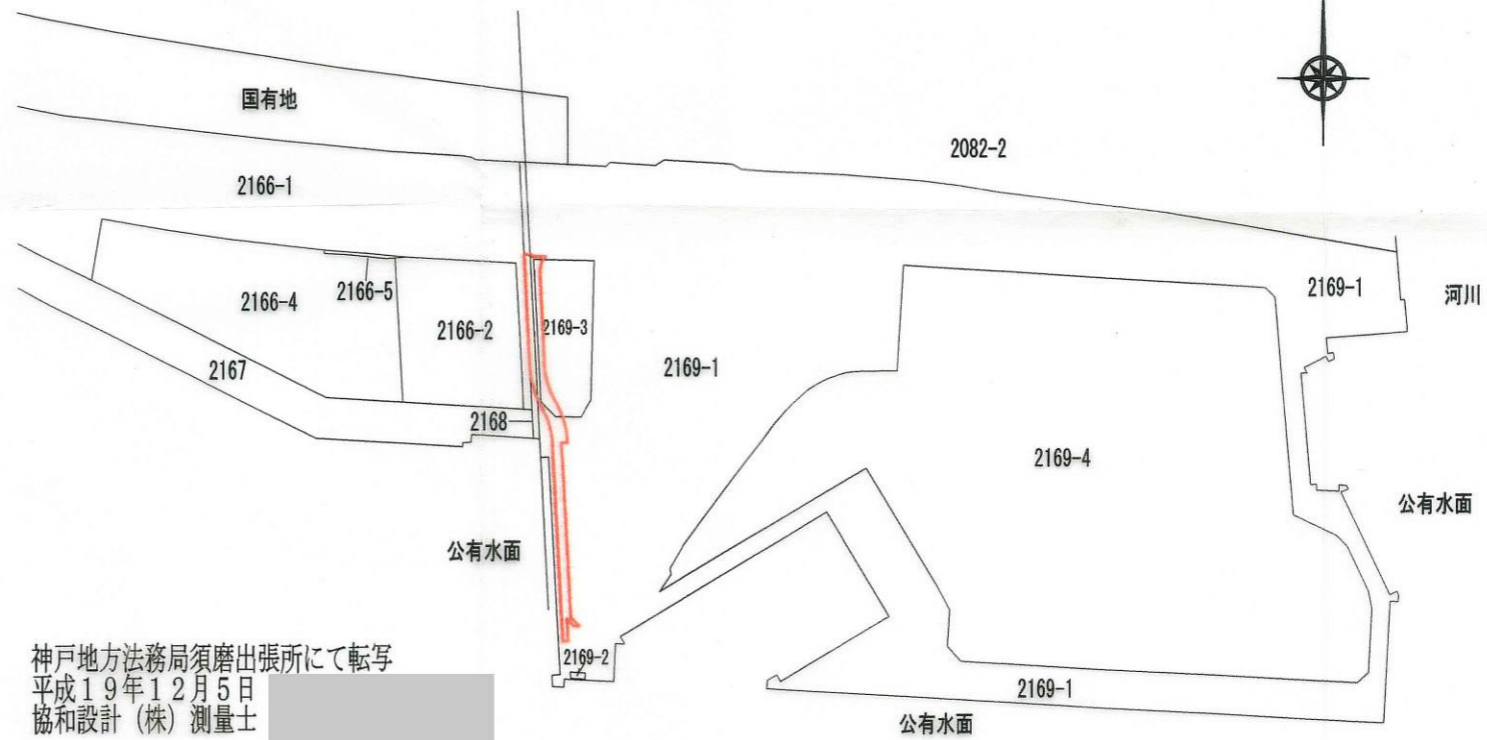 国有地
2082-2
2166-1
2169-1
河川
2166-4
2166-5
2166-2
2169-3
2167
2169-1
2168
2169-4
公有水面
公有水面
2169-2
2169-1
公有水面
神戸地方法務局須磨出張所にて転写
平成19年12月5日
協和設計（株）測量士